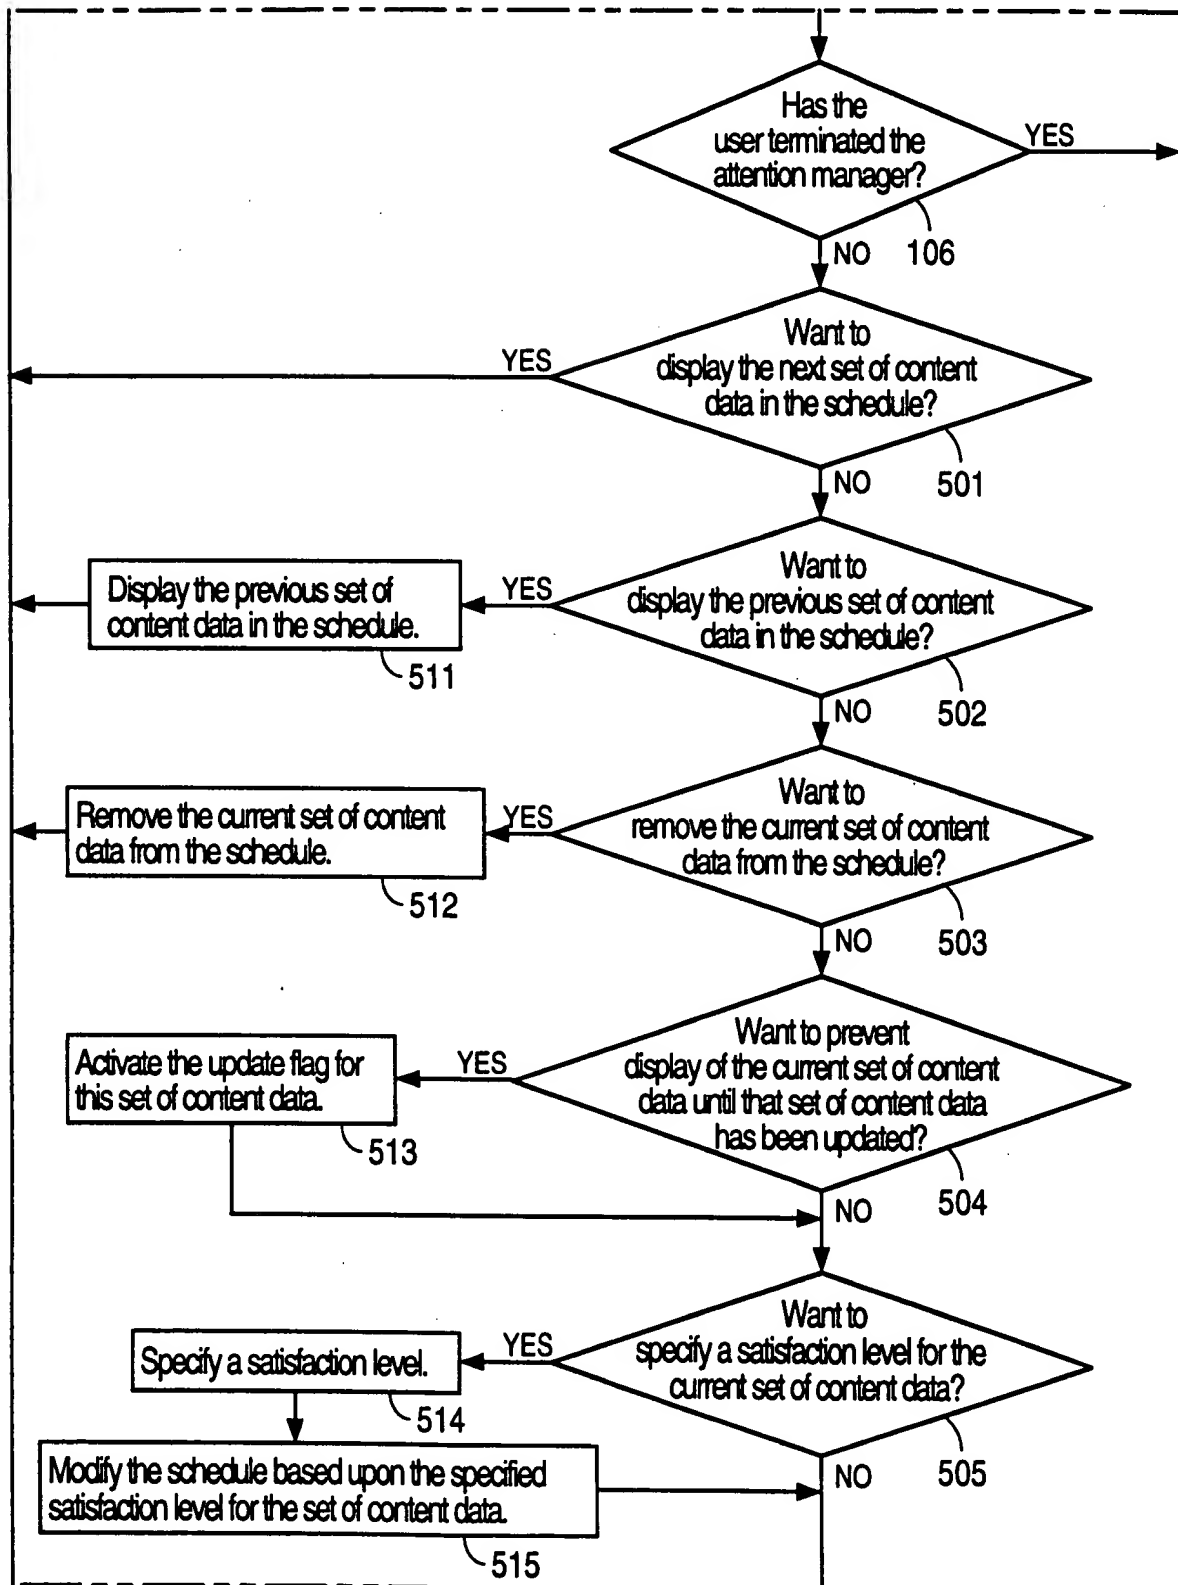 Has the
user terminated the
attention manager?
YES
NO
106
Want to
display the next set of content
data in the schedule?
YES
NO
501
Want to
display the previous set of content
data in the schedule?
YES
Display the previous set of
content data in the schedule.
511
NO
502
Want to
remove the current set of content
data from the schedule?
YES
Remove the current set of content
data from the schedule.
512
NO
503
Want to prevent
display of the current set of content
data until that set of content data
has been updated?
YES
Activate the update flag for
this set of content data.
513
NO
504
Want to
specify a satisfaction level for the
current set of content data?
YES
Specify a satisfaction level.
514
NO
505
Modify the schedule based upon the specified
satisfaction level for the set of content data.
515